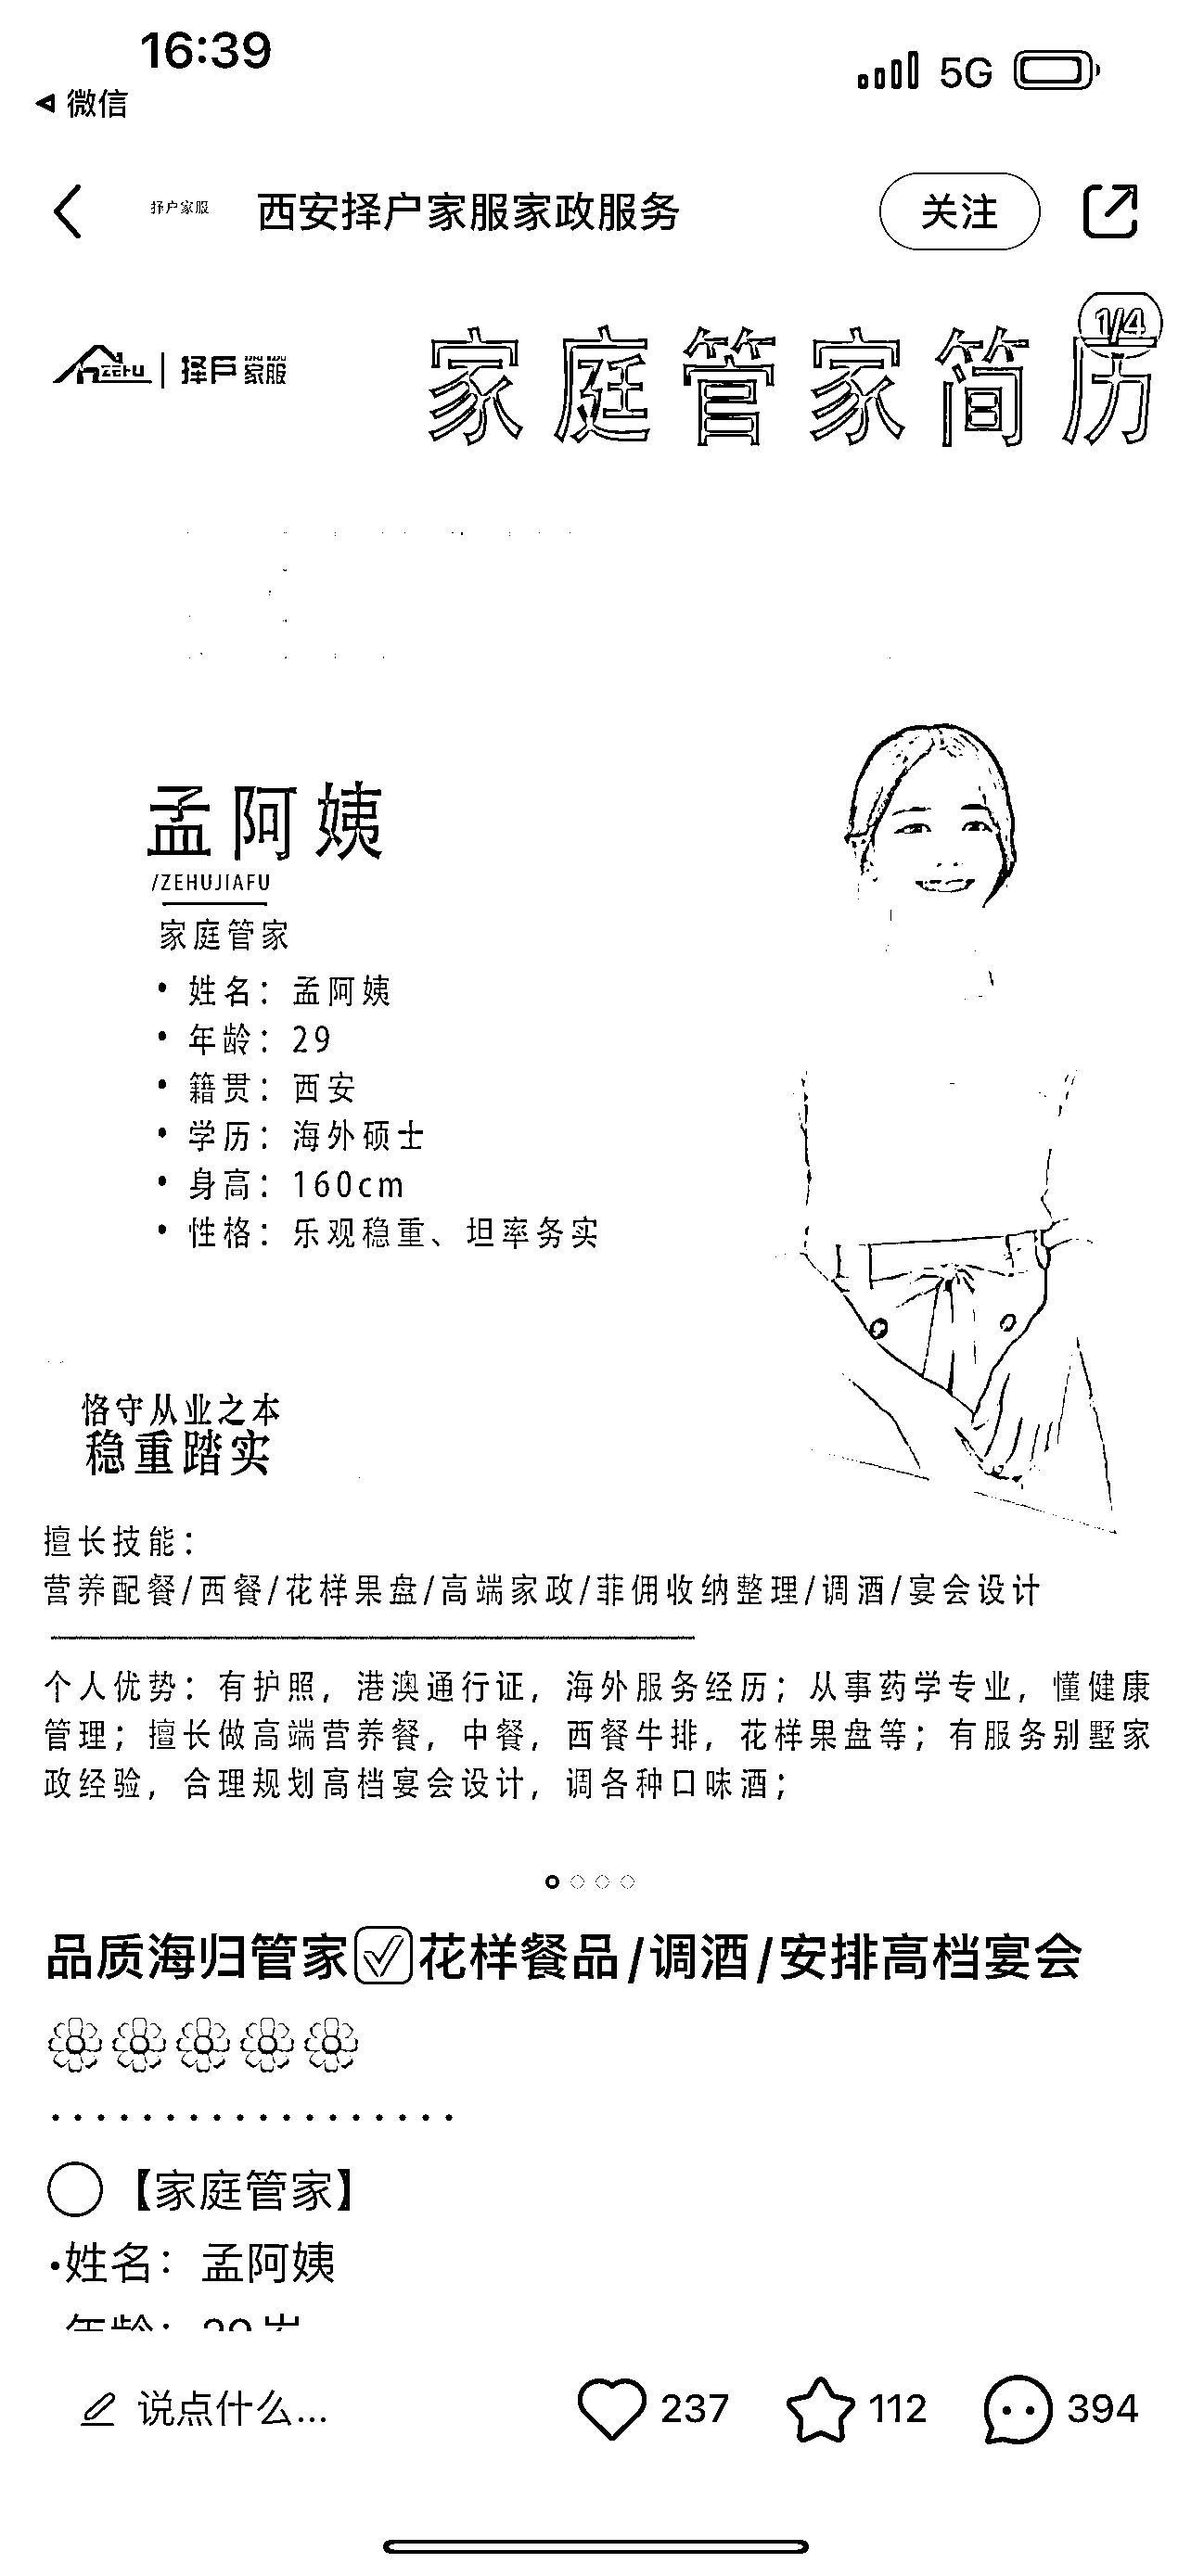 16:39
5G
微信
择户家服
西安择户家服家政服务
关注
1/4
ZEHU
择户
家服
家庭管家简历
孟阿姨
/ZEHUJIAFU
家庭管家
• 姓名：孟阿姨
• 年龄：29
• 籍贯：西安
• 学历：海外硕士
• 身高：160cm
• 性格：乐观稳重、坦率务实
恪守从业之本
稳重踏实
擅长技能：
营养配餐/西餐/花样果盘/高端家政/菲佣收纳整理/调酒/宴会设计
个人优势：有护照，港澳通行证，海外服务经历；从事药学专业，懂健康
管理；擅长做高端营养餐，中餐，西餐牛排，花样果盘等；有服务别墅家
政经验，合理规划高档宴会设计，调各种口味酒；
品质海归管家✅花样餐品/调酒/安排高档宴会
【家庭管家】
·姓名：孟阿姨
年龄：29岁
说点什么...
237
112
394